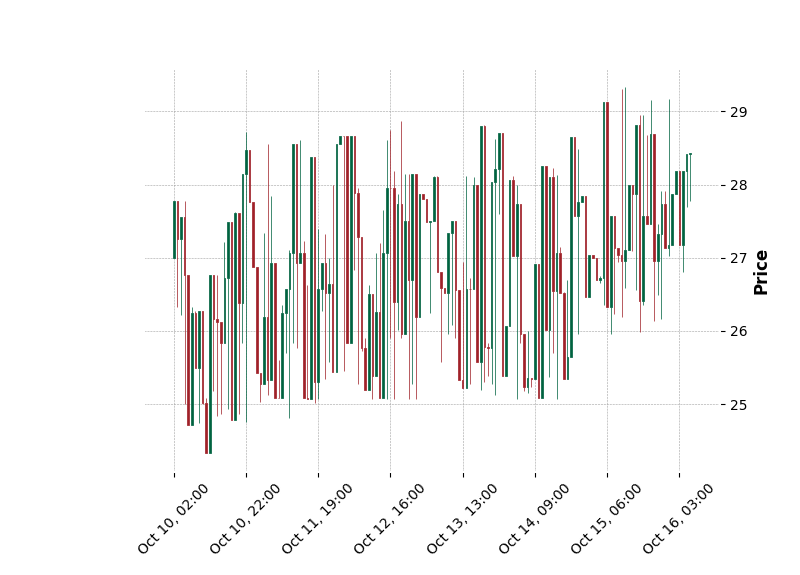 29
28
27
26
25
Price
Oct 10, 02:00
Oct 10, 22:00
Oct 11, 19:00
Oct 12, 16:00
Oct 13, 13:00
Oct 14, 09:00
Oct 15, 06:00
Oct 16, 03:00